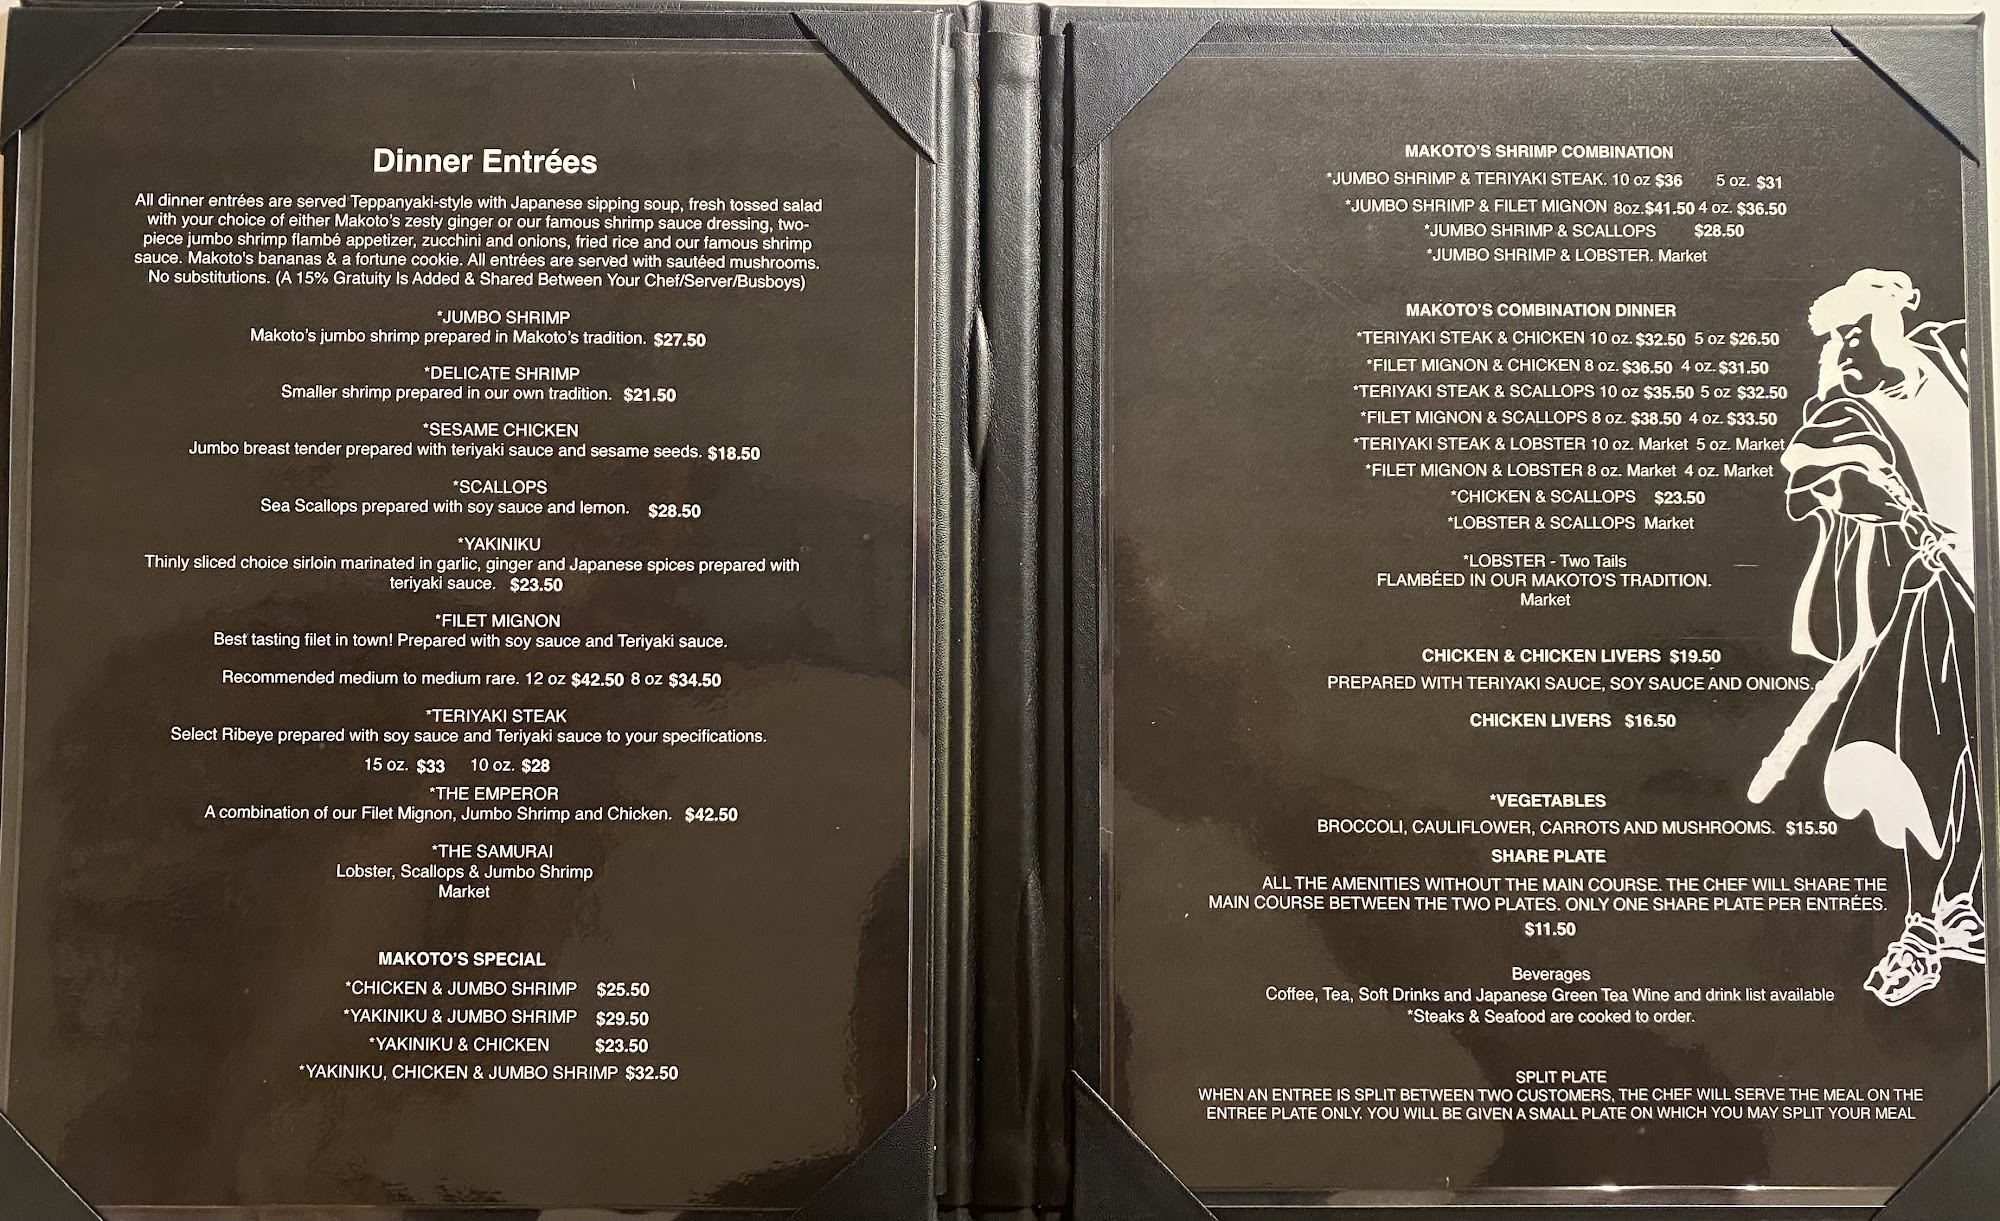 Dinner Entrées
All dinner entrées are served Teppanyaki-style with Japanese sipping soup, fresh tossed salad
with your choice of either Makoto's zesty ginger or our famous shrimp sauce dressing, two-
piece jumbo shrimp flambé appetizer, zucchini and onions, fried rice and our famous shrimp
sauce. Makoto's bananas & a fortune cookie. All entrées are served with sautéed mushrooms.
No substitutions. (A 15% Gratuity Is Added & Shared Between Your Chef/Server/Busboys)
*JUMBO SHRIMP
Makoto's jumbo shrimp prepared in Makoto's tradition. $27.50
*DELICATE SHRIMP
Smaller shrimp prepared in our own tradition. $21.50
*SESAME CHICKEN
Jumbo breast tender prepared with teriyaki sauce and sesame seeds. $18.50
*SCALLOPS
Sea Scallops prepared with soy sauce and lemon. $28.50
*YAKINIKU
Thinly sliced choice sirloin marinated in garlic, ginger and Japanese spices prepared with
teriyaki sauce. $23.50
*FILET MIGNON
Best tasting filet in town! Prepared with soy sauce and Teriyaki sauce.
Recommended medium to medium rare. 12 oz $42.50 8 oz $34.50
*TERIYAKI STEAK
Select Ribeye prepared with soy sauce and Teriyaki sauce to your specifications.
15 oz. $33 10 oz. $28
*THE EMPEROR
A combination of our Filet Mignon, Jumbo Shrimp and Chicken. $42.50
*THE SAMURAI
Lobster, Scallops & Jumbo Shrimp
Market
MAKOTO'S SPECIAL
*CHICKEN & JUMBO SHRIMP $25.50
*YAKINIKU & JUMBO SHRIMP $29.50
*YAKINIKU & CHICKEN $23.50
*YAKINIKU, CHICKEN & JUMBO SHRIMP $32.50
MAKOTO'S SHRIMP COMBINATION
*JUMBO SHRIMP & TERIYAKI STEAK. 10 oz $36 5 oz. $31
*JUMBO SHRIMP & FILET MIGNON 8oz. $41.50 4 oz. $36.50
*JUMBO SHRIMP & SCALLOPS $28.50
*JUMBO SHRIMP & LOBSTER. Market
MAKOTO'S COMBINATION DINNER
*TERIYAKI STEAK & CHICKEN 10 oz. $32.50 5 oz $26.50
*FILET MIGNON & CHICKEN 8 oz. $36.50 4 oz. $31.50
*TERIYAKI STEAK & SCALLOPS 10 oz $35.50 5 oz $32.50
*FILET MIGNON & SCALLOPS 8 oz. $38.50 4 oz. $33.50
*TERIYAKI STEAK & LOBSTER 10 oz. Market 5 oz. Market
*FILET MIGNON & LOBSTER 8 oz. Market 4 oz. Market
*CHICKEN & SCALLOPS $23.50
*LOBSTER & SCALLOPS Market
*LOBSTER - Two Tails
FLAMBÉED IN OUR MAKOTO'S TRADITION.
Market
CHICKEN & CHICKEN LIVERS $19.50
PREPARED WITH TERIYAKI SAUCE, SOY SAUCE AND ONIONS.
CHICKEN LIVERS $16.50
*VEGETABLES
BROCCOLI, CAULIFLOWER, CARROTS AND MUSHROOMS. $15.50
SHARE PLATE
ALL THE AMENITIES WITHOUT THE MAIN COURSE. THE CHEF WILL SHARE THE
MAIN COURSE BETWEEN THE TWO PLATES. ONLY ONE SHARE PLATE PER ENTRÉES.
$11.50
Beverages
Coffee, Tea, Soft Drinks and Japanese Green Tea Wine and drink list available
*Steaks & Seafood are cooked to order.
SPLIT PLATE
WHEN AN ENTREE IS SPLIT BETWEEN TWO CUSTOMERS, THE CHEF WILL SERVE THE MEAL ON THE
ENTREE PLATE ONLY. YOU WILL BE GIVEN A SMALL PLATE ON WHICH YOU MAY SPLIT YOUR MEAL